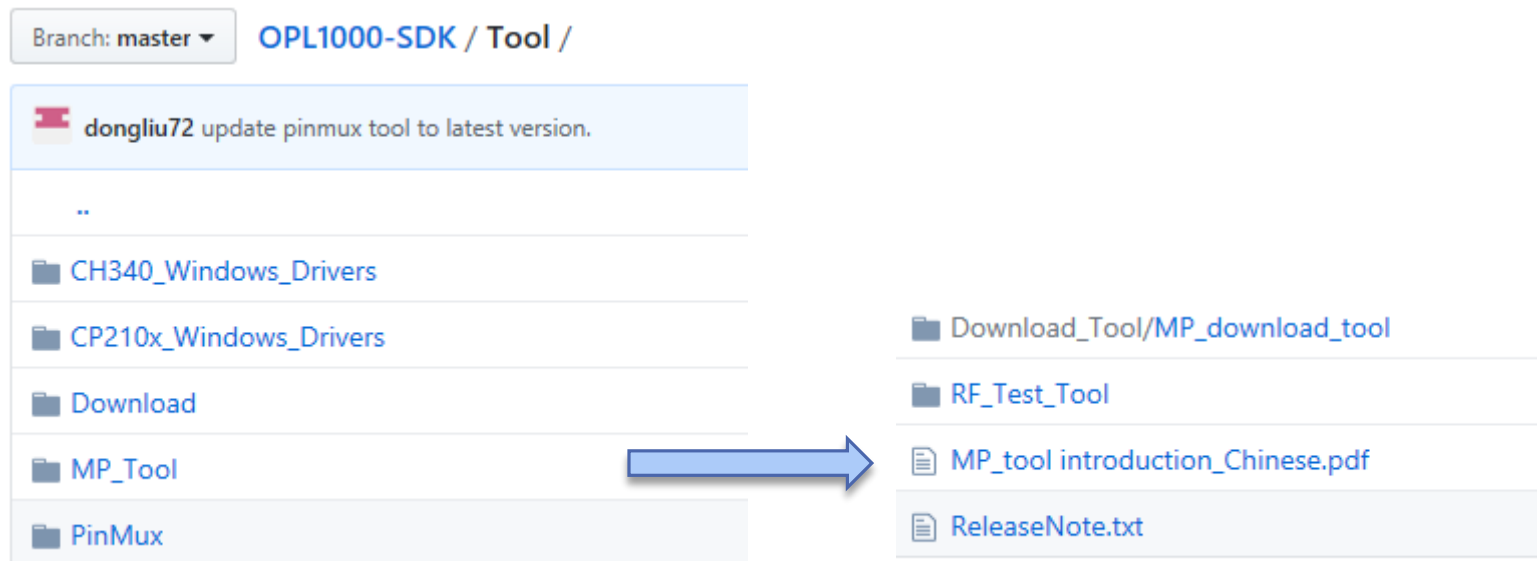 Branch: master
OPL1000-SDK / Tool /
dongliu72 update pinmux tool to latest version.
..
CH340_Windows_Drivers
CP210x_Windows_Drivers
Download
MP_Tool
PinMux
Download_Tool/MP_download_tool
RF_Test_Tool
MP_tool introduction_Chinese.pdf
ReleaseNote.txt